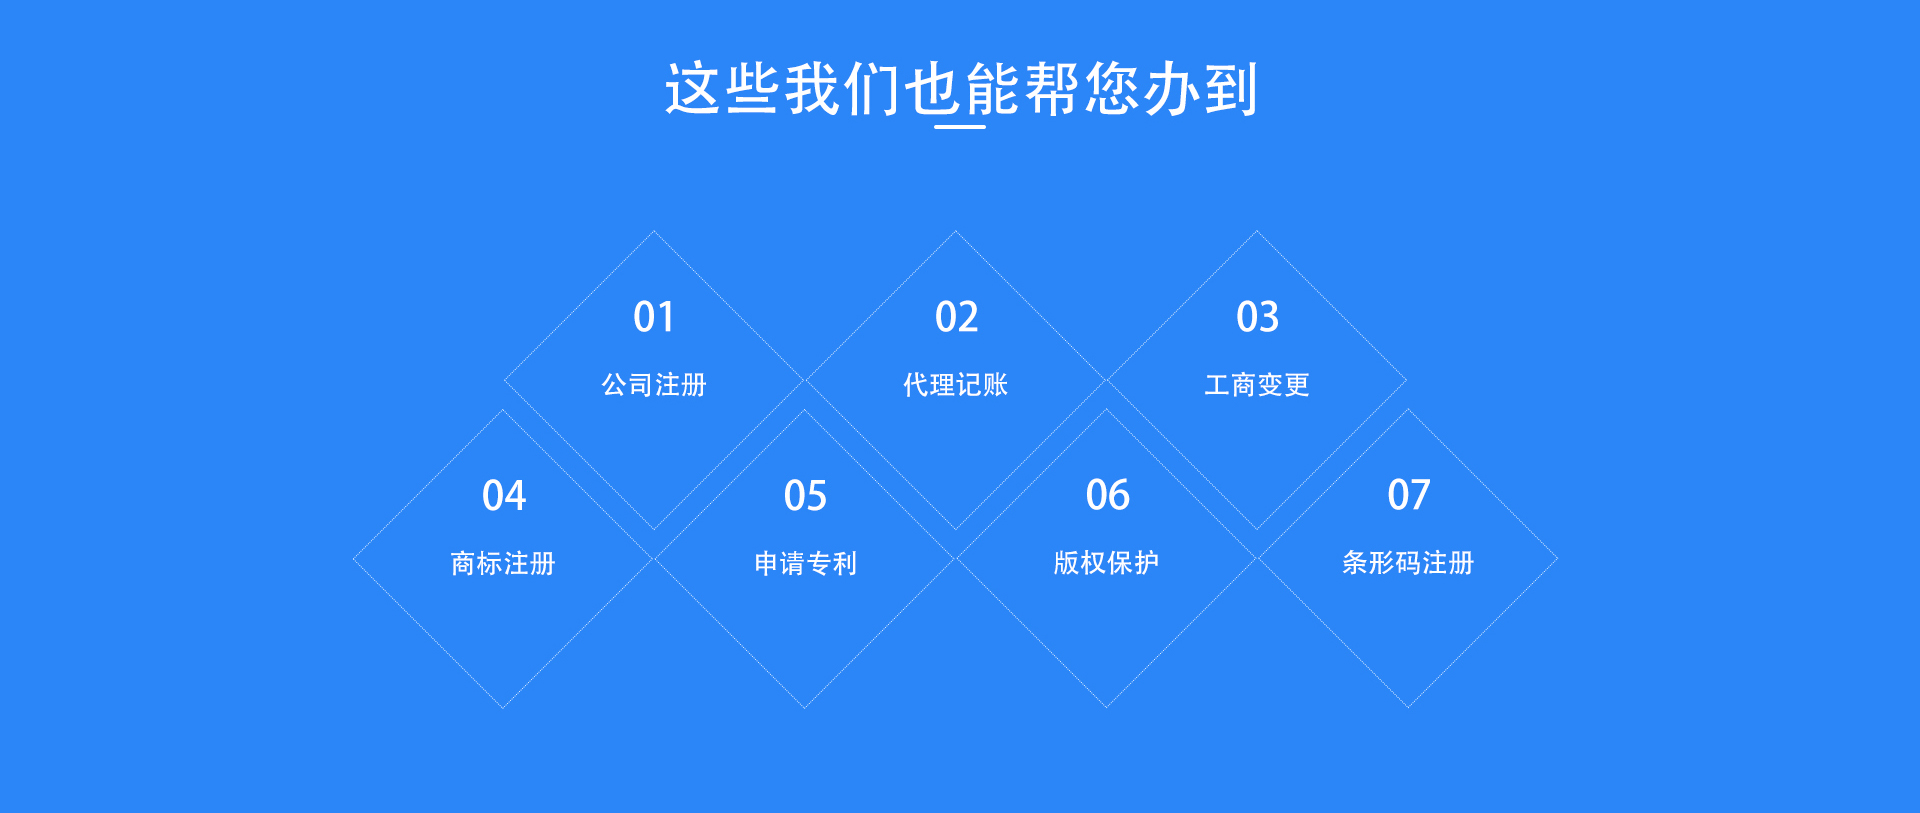 这些我们也能帮您办到
01
公司注册
02
代理记账
03
工商变更
04
商标注册
05
申请专利
06
版权保护
07
条形码注册